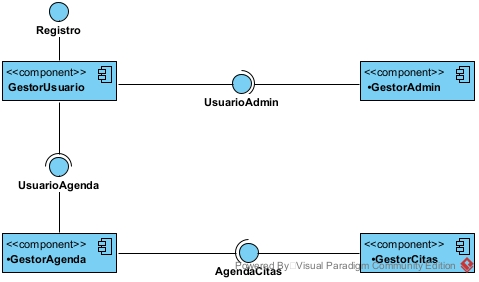 Registro
<<component>>
GestorUsuario
<<component>>
•GestorAdmin
UsuarioAdmin
UsuarioAgenda
<<component>>
•GestorAgenda
<<component>>
•GestorCitas
AgendaCitas
Powered By Visual Paradigm Community Edition